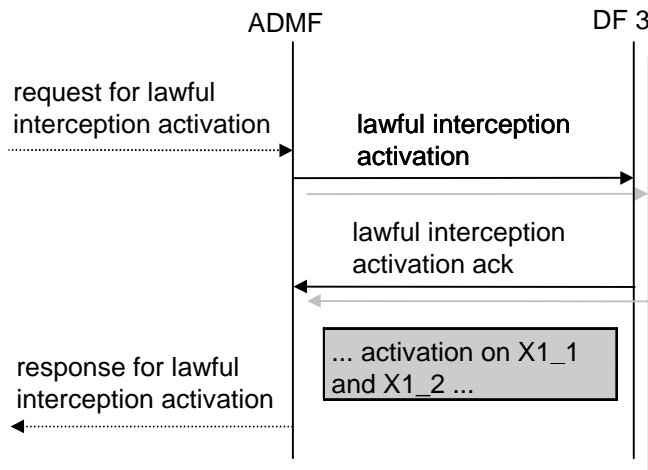 ADMF
DF 3
request for lawful
interception activation
lawful interception
activation
lawful interception
activation ack
... activation on X1_1
and X1_2 ...
response for lawful
interception activation